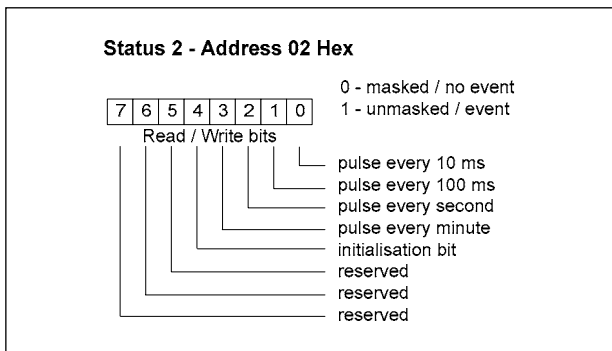 Status 2 - Address 02 Hex
0 - masked / no event
1 - unmasked / event
7 6 5 4 3 2 1 0
Read / Write bits
pulse every 10 ms
pulse every 100 ms
pulse every second
pulse every minute
initialisation bit
reserved
reserved
reserved